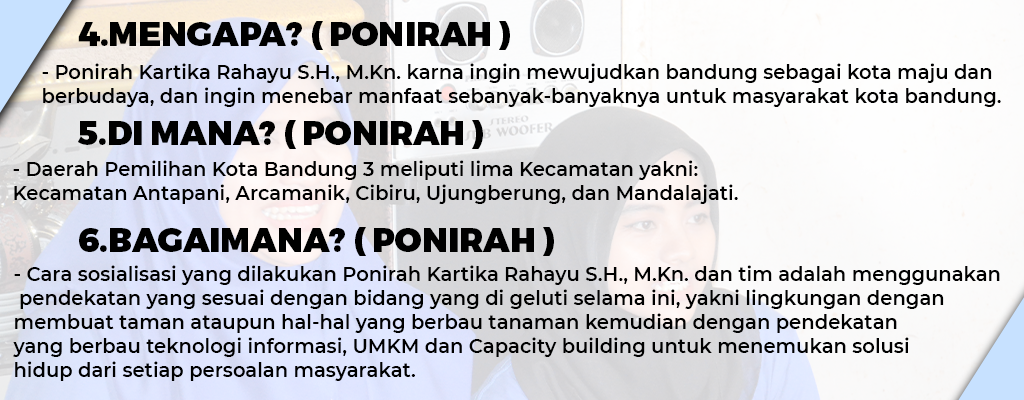 4.MENGAPA? ( PONIRAH )
- Ponirah Kartika Rahayu S.H., M.Kn. karna ingin mewujudkan bandung sebagai kota maju dan
berbudaya, dan ingin menebar manfaat sebanyak-banyaknya untuk masyarakat kota bandung.
STEREO
SUB WOOFER
5.DI MANA? ( PONIRAH )
- Daerah Pemilihan Kota Bandung 3 meliputi lima Kecamatan yakni:
Kecamatan Antapani, Arcamanik, Cibiru, Ujungberung, dan Mandalajati.
6.BAGAIMANA? ( PONIRAH )
- Cara sosialisasi yang dilakukan Ponirah Kartika Rahayu S.H., M.Kn. dan tim adalah menggunakan
pendekatan yang sesuai dengan bidang yang di geluti selama ini, yakni lingkungan dengan
membuat taman ataupun hal-hal yang berbau tanaman kemudian dengan pendekatan
yang berbau teknologi informasi, UMKM dan Capacity building untuk menemukan solusi
hidup dari setiap persoalan masyarakat.